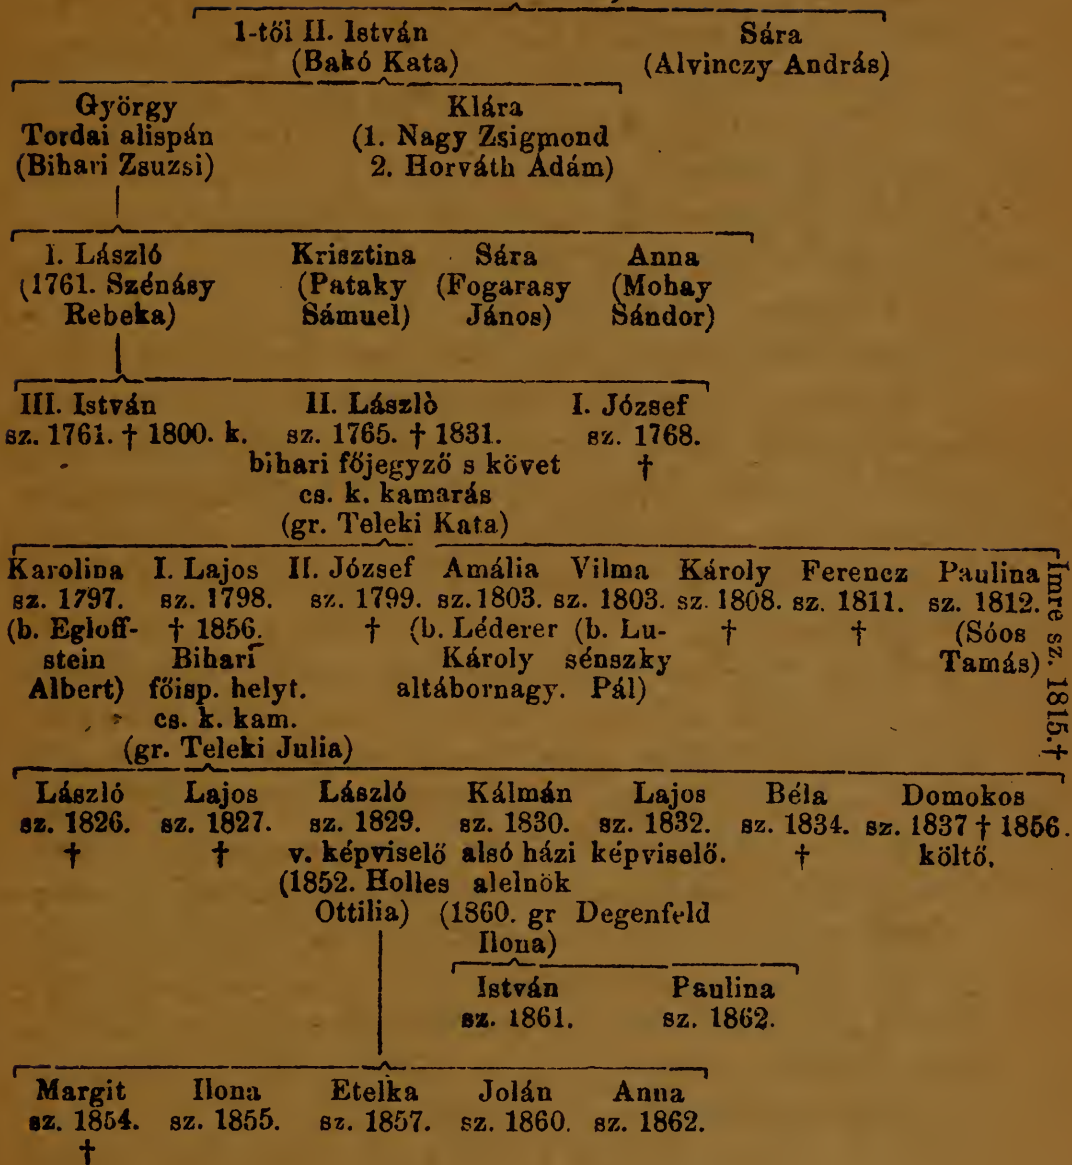 1-től II. István Sára
(Bakó Kata) (Alvinczy András)
György Klára
Tordai alispán (1. Nagy Zsigmond
(Bihari Zsuzsi) 2. Horváth Ádám)
I. László Krisztina Sára Anna
(1761. Szénásy (Pataky (Fogarasy (Mohay
Rebeka) Sámuel) János) Sándor)
III. István II. László I. József
sz. 1761. † 1800. k. sz. 1765. † 1831. sz. 1768.
bihari főjegyző s követ †
cs. k. kamarás
(gr. Teleki Kata)
Karolina I. Lajos II. József Amália Vilma Károly Ferencz Paulina
sz. 1797. sz. 1798. sz. 1799. sz. 1803. sz. 1803. sz. 1808. sz. 1811. sz. 1812.
(b. Egloff- † 1856. † (b. Léderer (b. Lu- † † (Sóos
stein Bihari Károly sénszky Tamás)
Albert) főisp. helyt. altábornagy. Pál)
cs. k. kam.
(gr. Teleki Julia)
Imre sz. 1815. †
László Lajos László Kálmán Lajos Béla Domokos
sz. 1826. sz. 1827. sz. 1829. sz. 1830. sz. 1832. sz. 1834. sz. 1837 † 1856.
† † v. képviselő alsó házi képviselő. † költő.
(1852. Holles alelnök
Ottilia) (1860. gr Degenfeld
Ilona)
István Paulina
sz. 1861. sz. 1862.
Margit Ilona Etelka Jolán Anna
sz. 1854. sz. 1855. sz. 1857. sz. 1860. sz. 1862.
†